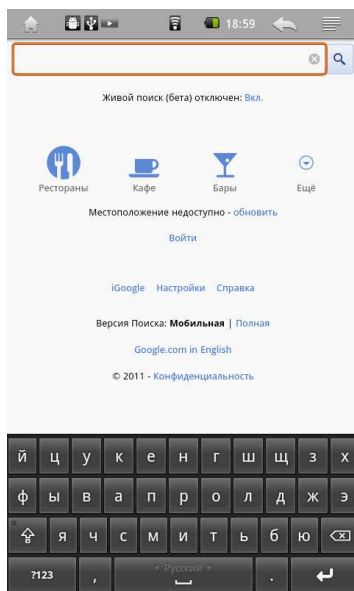 18:59
Живой поиск (бета) отключен: Вкл.
Рестораны Кафе Бары Ещё
Местоположение недоступно - обновить
Войти
iGoogle Настройки Справка
Версия Поиска: Мобильная | Полная
Google.com in English
© 2011 - Конфиденциальность
й ц у к е н г ш щ з х
ф ы в а п р о л д ж э
я ч с м и т ь б ю
?123 , Русский .